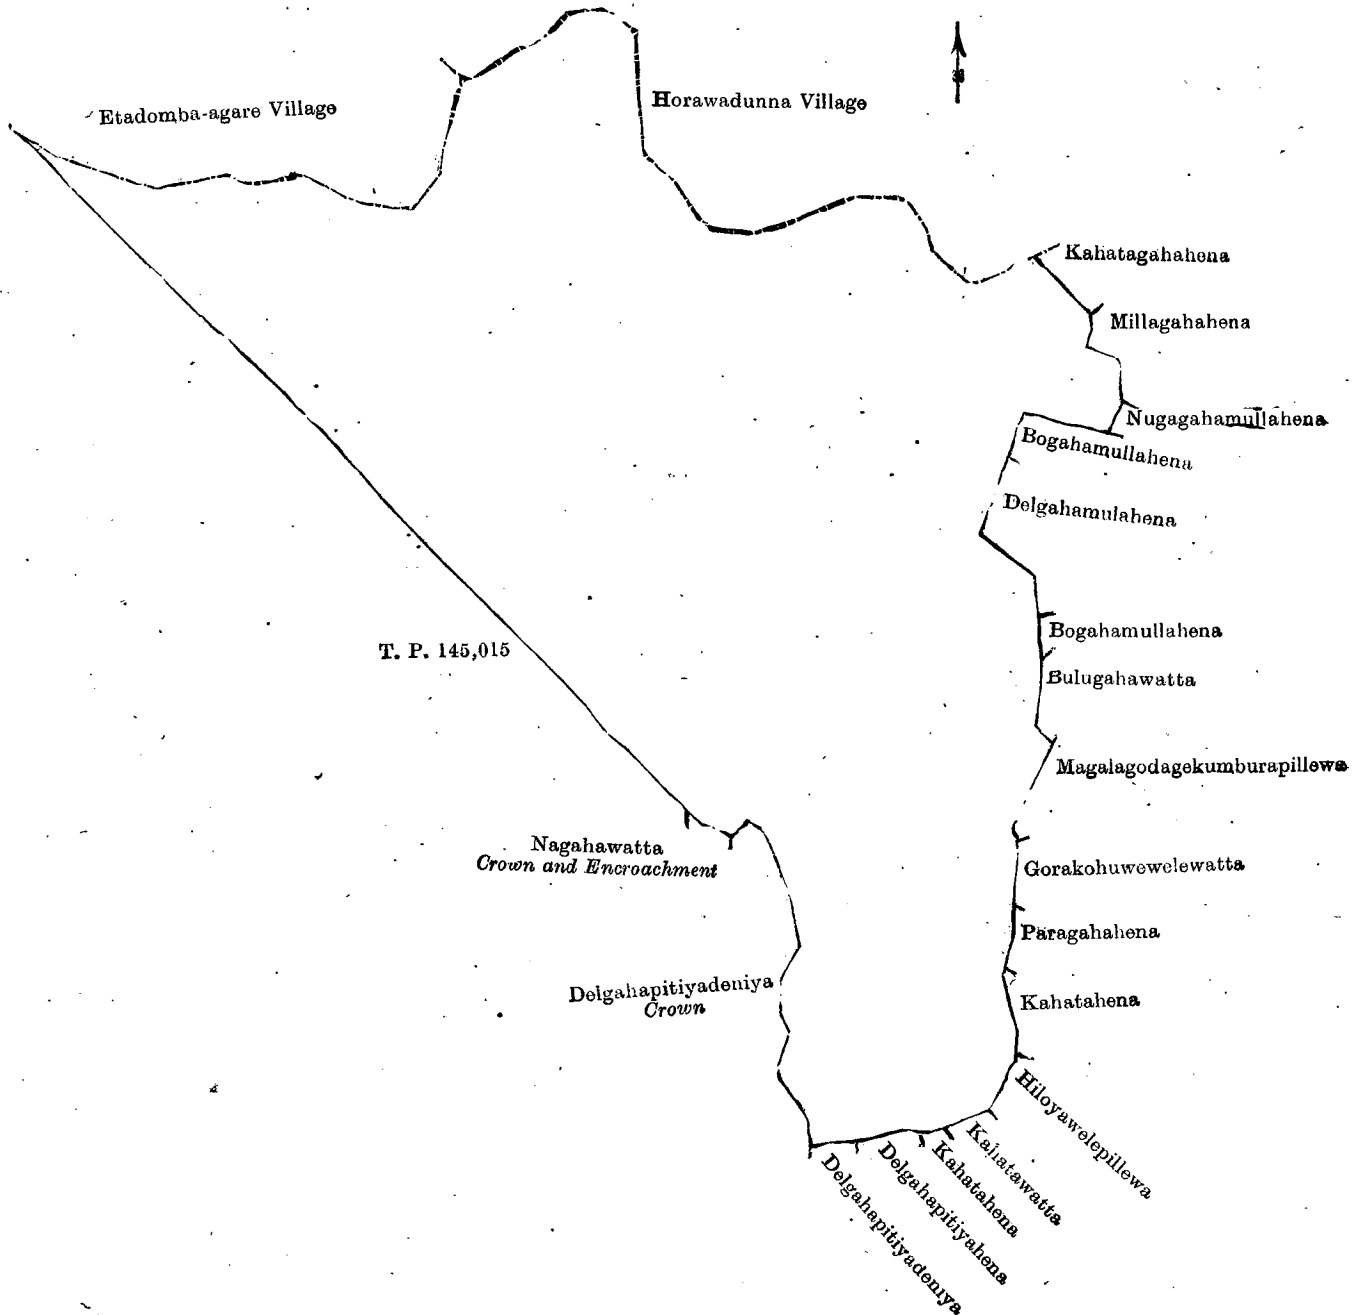 Horawadunna Village
Etadomba-agare Village
Kahatagahahena
Millagahahena
Nugagahamullahena
Bogahamullahena
Delgahamulahena
Bogahamullahena
T. P. 145,015
Bulugahawatta
Magalagodagekumburapillewa
Nagahawatta
Crown and Encroachment
Gorakohuwewelewatta
Paragahahena
Delgahapitiyadeniya
Crown
Kahatahena
Hiloyawelepillewa
Kahatawatta
Kahatahena
Delgahapitiyahena
Delgahapitiyadeniya